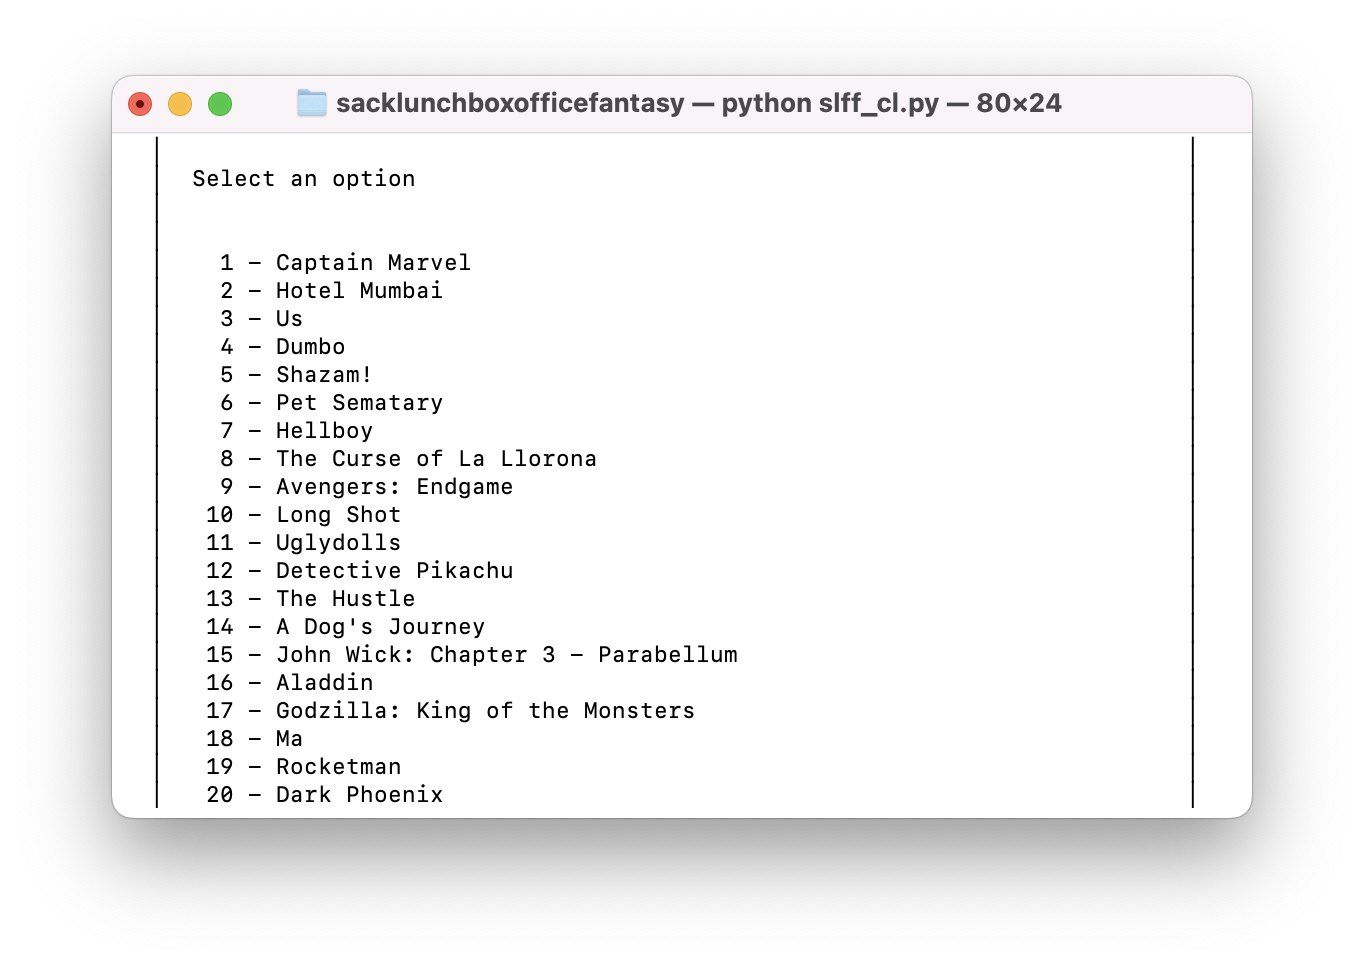 sacklunchboxofficefantasy — python slff_cl.py — 80×24
Select an option
1 - Captain Marvel
2 - Hotel Mumbai
3 - Us
4 - Dumbo
5 - Shazam!
6 - Pet Sematary
7 - Hellboy
8 - The Curse of La Llorona
9 - Avengers: Endgame
10 - Long Shot
11 - Uglydolls
12 - Detective Pikachu
13 - The Hustle
14 - A Dog's Journey
15 - John Wick: Chapter 3 - Parabellum
16 - Aladdin
17 - Godzilla: King of the Monsters
18 - Ma
19 - Rocketman
20 - Dark Phoenix